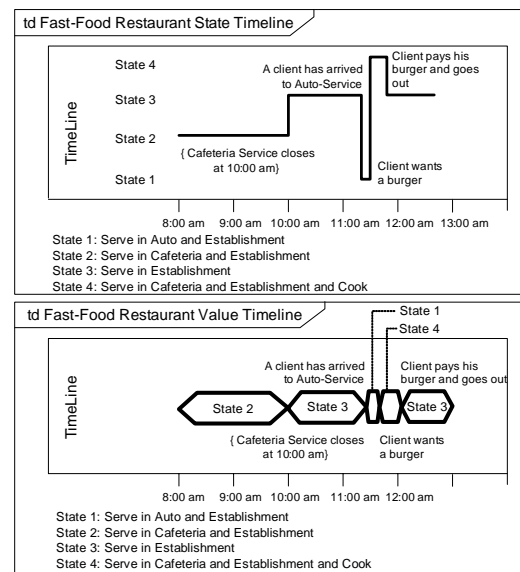 td Fast-Food Restaurant State Timeline
TimeLine
State 4
State 3
State 2
State 1
A client has arrived
to Auto-Service
Client pays his
burger and goes
out
{ Cafeteria Service closes
at 10:00 am}
Client wants
a burger
8:00 am 9:00 am 10:00 am 11:00 am 12:00 am 13:00 am
State 1: Serve in Auto and Establishment
State 2: Serve in Cafeteria and Establishment
State 3: Serve in Establishment
State 4: Serve in Cafeteria and Establishment and Cook
td Fast-Food Restaurant Value Timeline
State 1
State 4
TimeLine
A client has arrived
to Auto-Service
Client pays his
burger and goes out
State 2
State 3
State 3
{ Cafeteria Service closes
at 10:00 am}
Client wants
a burger
8:00 am 9:00 am 10:00 am 11:00 am 12:00 am
State 1: Serve in Auto and Establishment
State 2: Serve in Cafeteria and Establishment
State 3: Serve in Establishment
State 4: Serve in Cafeteria and Establishment and Cook